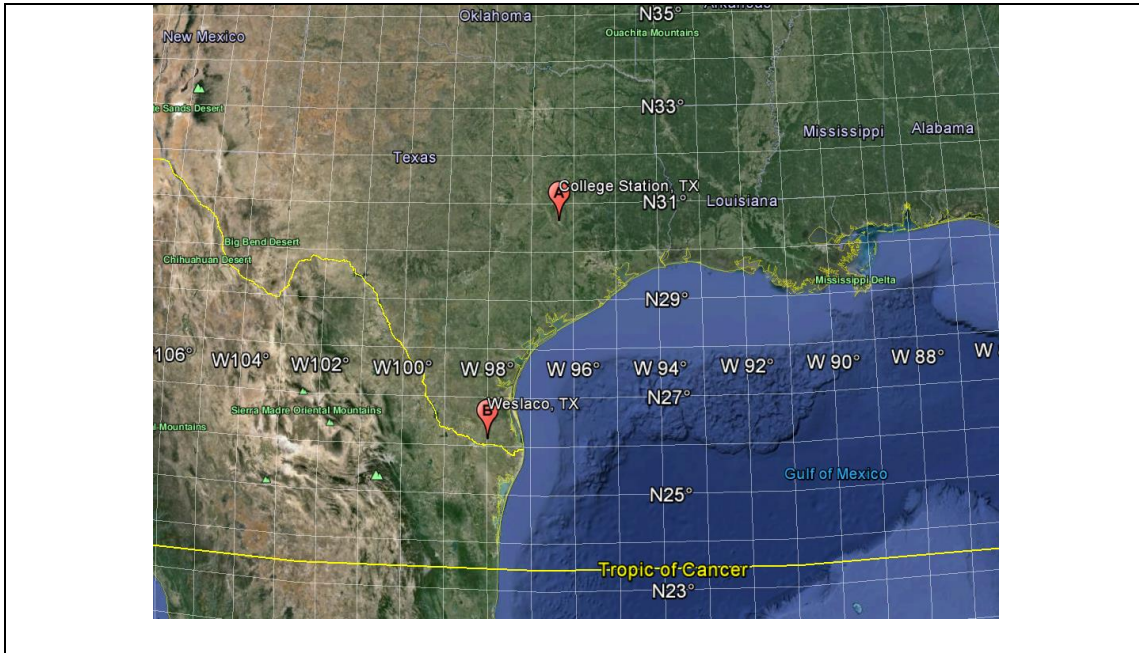 Oklahoma
N35°
New Mexico
Ouachita Mountains
Sands Desert
N33°
Mississippi
Alabama
Texas
A
College Station, TX
N31°
Louisiana
Big Bend Desert
Chihuahuan Desert
Mississippi Delta
N29°
106°
W104°
W102°
W100°
W 98°
W 96°
W 94°
W 92°
W 90°
W 88°
W
N27°
B
Weslaco, TX
Sierra Madre Oriental Mountains
Mountains
Gulf of Mexico
N25°
Tropic of Cancer
N23°